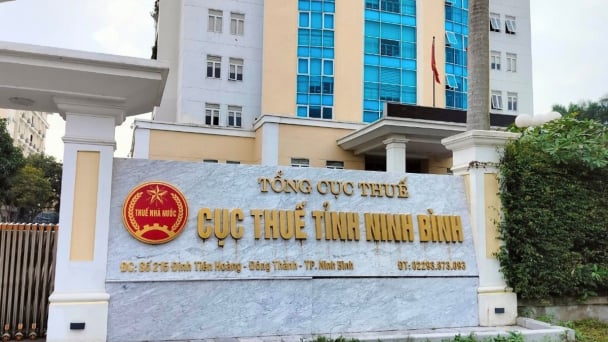 TỔNG CỤC THUẾ
THUẾ NHÀ NƯỚC
CỤC THUẾ TỈNH NINH BÌNH
ĐC: Số 215 Đinh Tiên Hoàng - Đông Thành - TP. Ninh Bình
ĐT: 02293.873.093